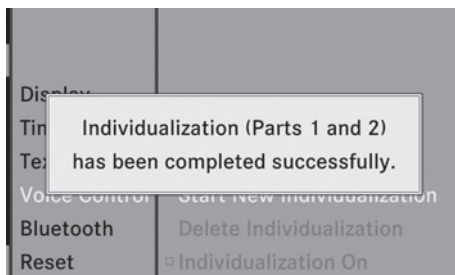 Display
Individualization (Parts 1 and 2)
has been completed successfully.
Voice Control
Start New Individualization
Bluetooth
Delete Individualization
Reset
Individualization On